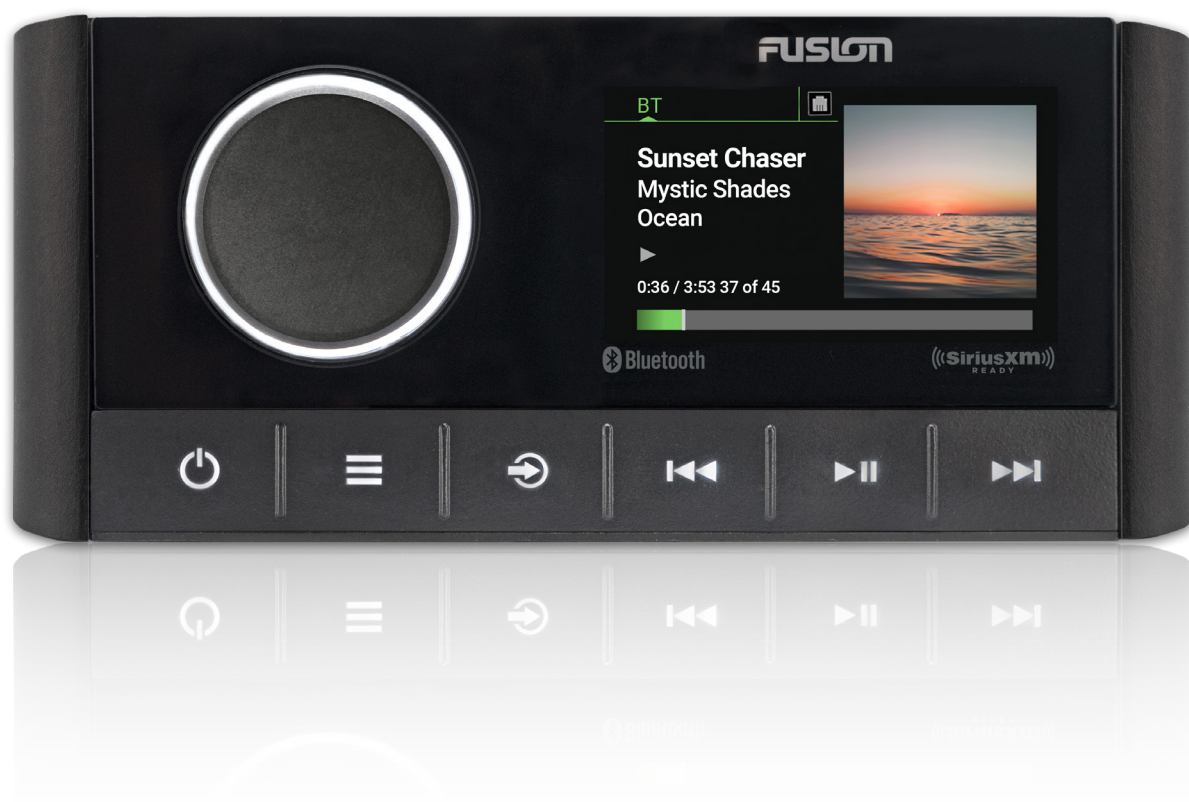 FUSION
BT
Sunset Chaser
Mystic Shades
Ocean
0:36 / 3:53 37 of 45
Bluetooth
SiriusXM
READY